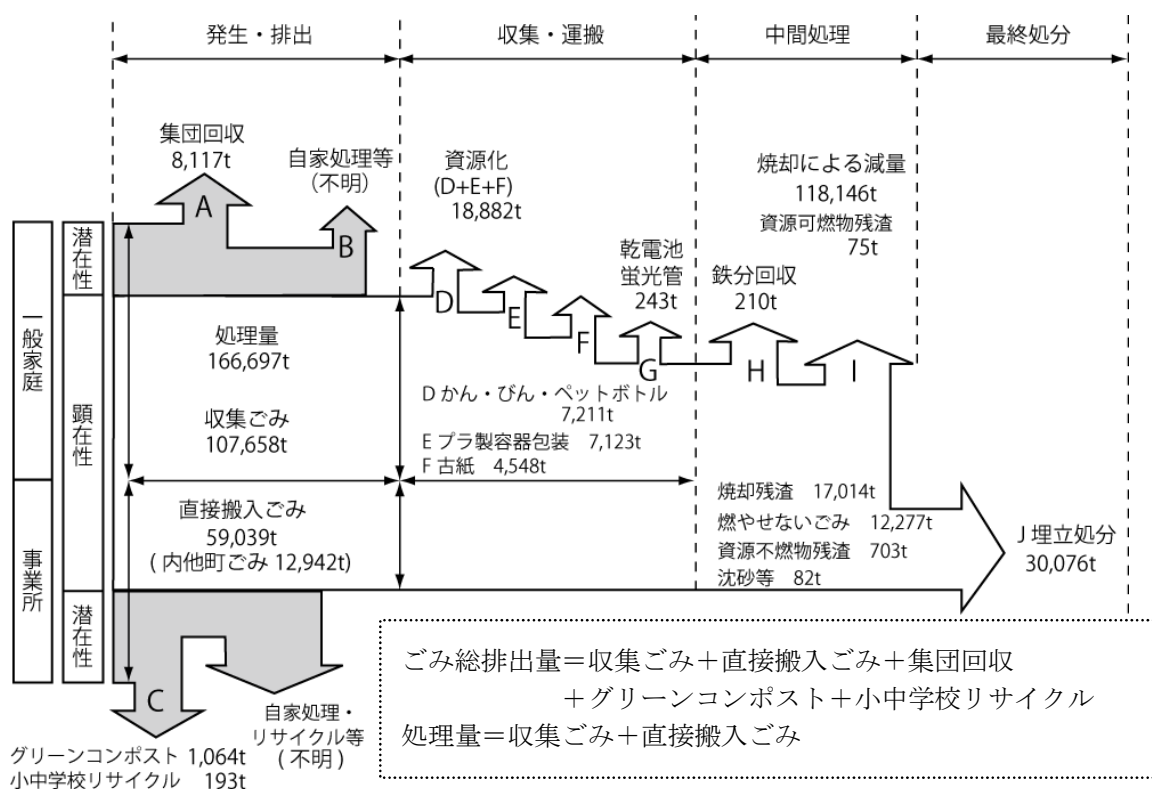 発生・排出
収集・運搬
中間処理
最終処分
集団回収
8,117t
自家処理等
（不明）
資源化
(D+E+F)
18,882t
焼却による減量
118,146t
資源可燃物残渣
75t
乾電池
蛍光管
243t
鉄分回収
210t
A
B
D
E
F
G
H
I
一般家庭
事業所
潜在性
顕在性
潜在性
処理量
166,697t
収集ごみ
107,658t
D かん・びん・ペットボトル
7,211t
E プラ製容器包装 7,123t
F 古紙 4,548t
直接搬入ごみ
59,039t
( 内他町ごみ 12,942t)
焼却残渣 17,014t
燃やせないごみ 12,277t
資源不燃物残渣 703t
沈砂等 82t
J 埋立処分
30,076t
C
グリーンコンポスト 1,064t
小中学校リサイクル 193t
自家処理・
リサイクル等
( 不明 )
ごみ総排出量＝収集ごみ＋直接搬入ごみ＋集団回収
＋グリーンコンポスト＋小中学校リサイクル
処理量＝収集ごみ＋直接搬入ごみ